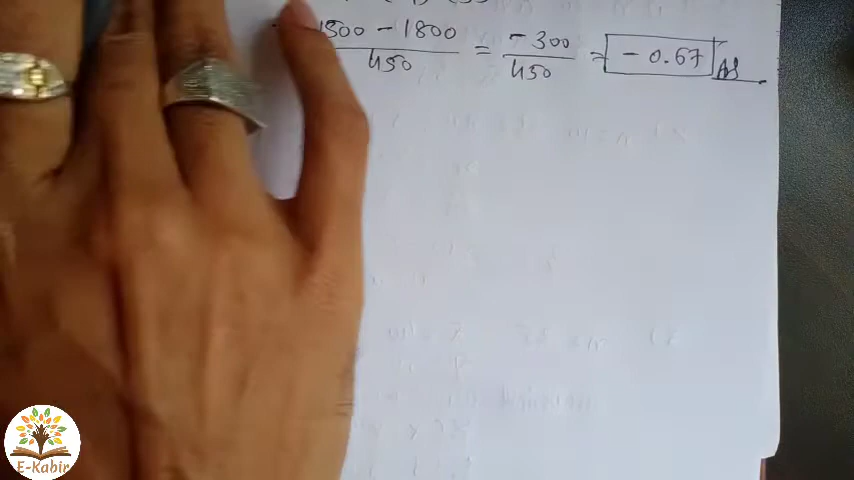 1500 - 1800 / 450 = -300 / 450 = -0.67 Ans
E-Kabir